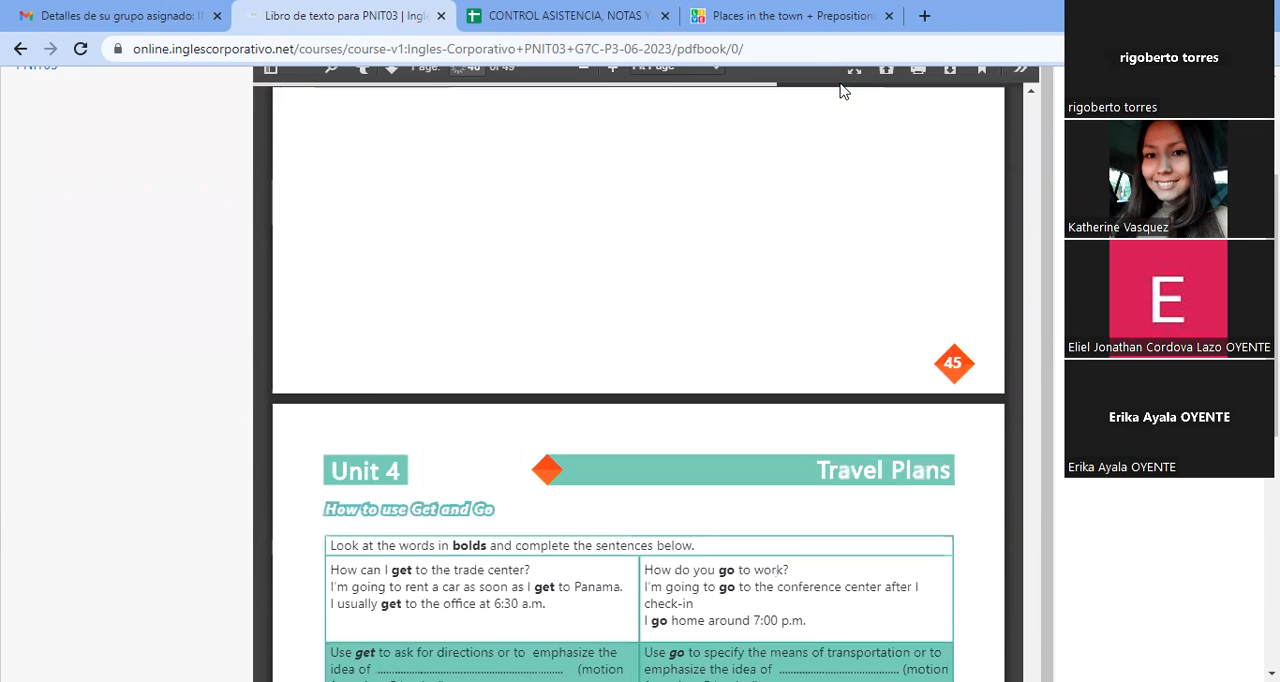 Detalles de su grupo asignado: IN
Libro de texto para PNIT03 | Ingl
CONTROL ASISTENCIA, NOTAS Y
Places in the town + Preposition
online.inglescorporativo.net/courses/course-v1:Ingles-Corporativo+PNIT03+G7C-P3-06-2023/pdfbook/0/
PNIT03
Page: 46 of 49
45
Unit 4
Travel Plans
How to use Get and Go
Look at the words in bolds and complete the sentences below.
How can I get to the trade center?
I'm going to rent a car as soon as I get to Panama.
I usually get to the office at 6:30 a.m.
How do you go to work?
I'm going to go to the conference center after I
check-in
I go home around 7:00 p.m.
Use get to ask for directions or to emphasize the
idea of ........................................................ (motion
Use go to specify the means of transportation or to
emphasize the idea of .................................... (motion
rigoberto torres
rigoberto torres
Katherine Vasquez
E
Eliel Jonathan Cordova Lazo OYENTE
Erika Ayala OYENTE
Erika Ayala OYENTE